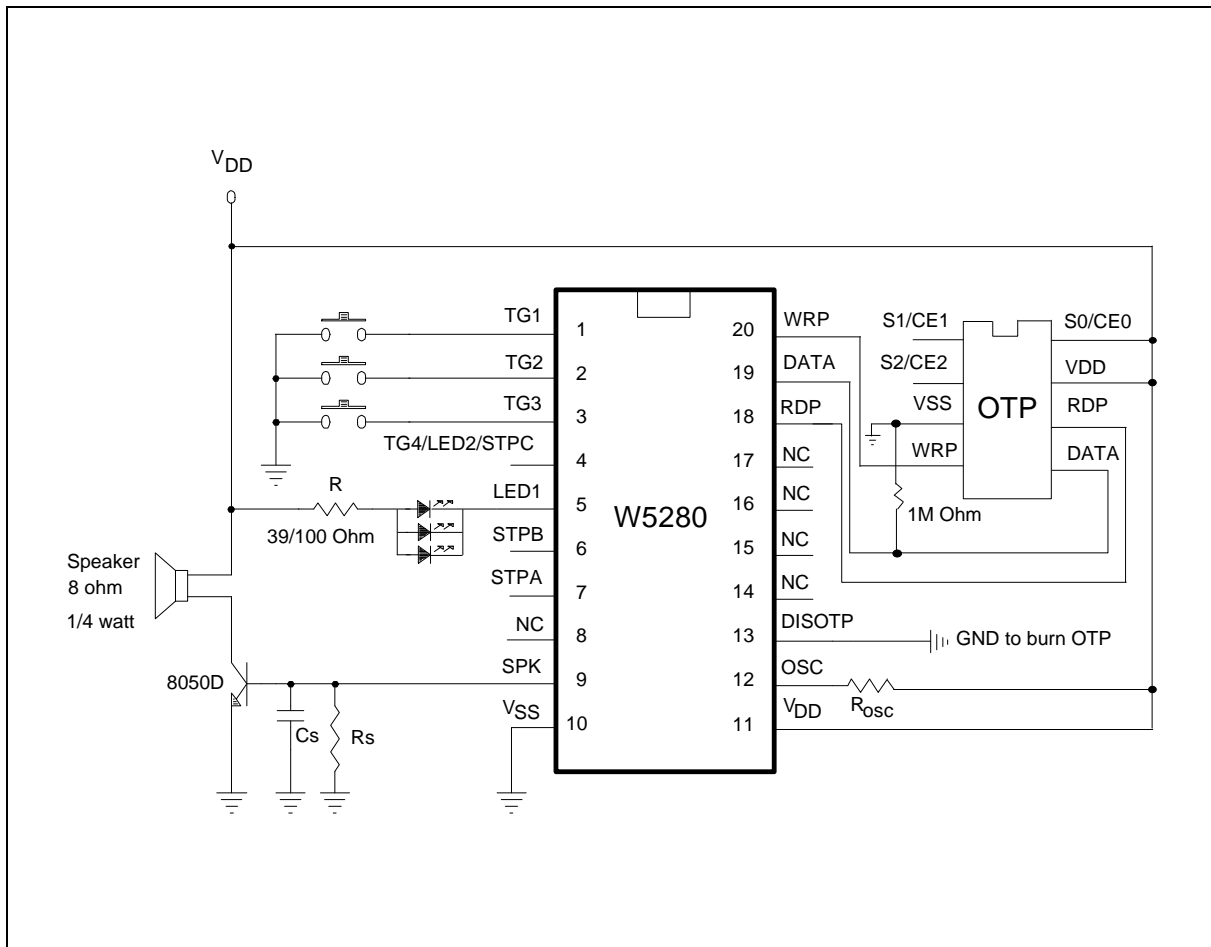 VDD
TG1
TG2
TG3
TG4/LED2/STPC
LED1
STPB
STPA
NC
SPK
VSS
1
2
3
4
5
6
7
8
9
10
W5280
20
19
18
17
16
15
14
13
12
11
WRP
DATA
RDP
NC
NC
NC
NC
DISOTP
OSC
VDD
R
39/100 Ohm
Speaker
8 ohm
1/4 watt
8050D
Cs
Rs
S1/CE1
S2/CE2
VSS
WRP
OTP
S0/CE0
VDD
RDP
DATA
1M Ohm
GND to burn OTP
Rosc